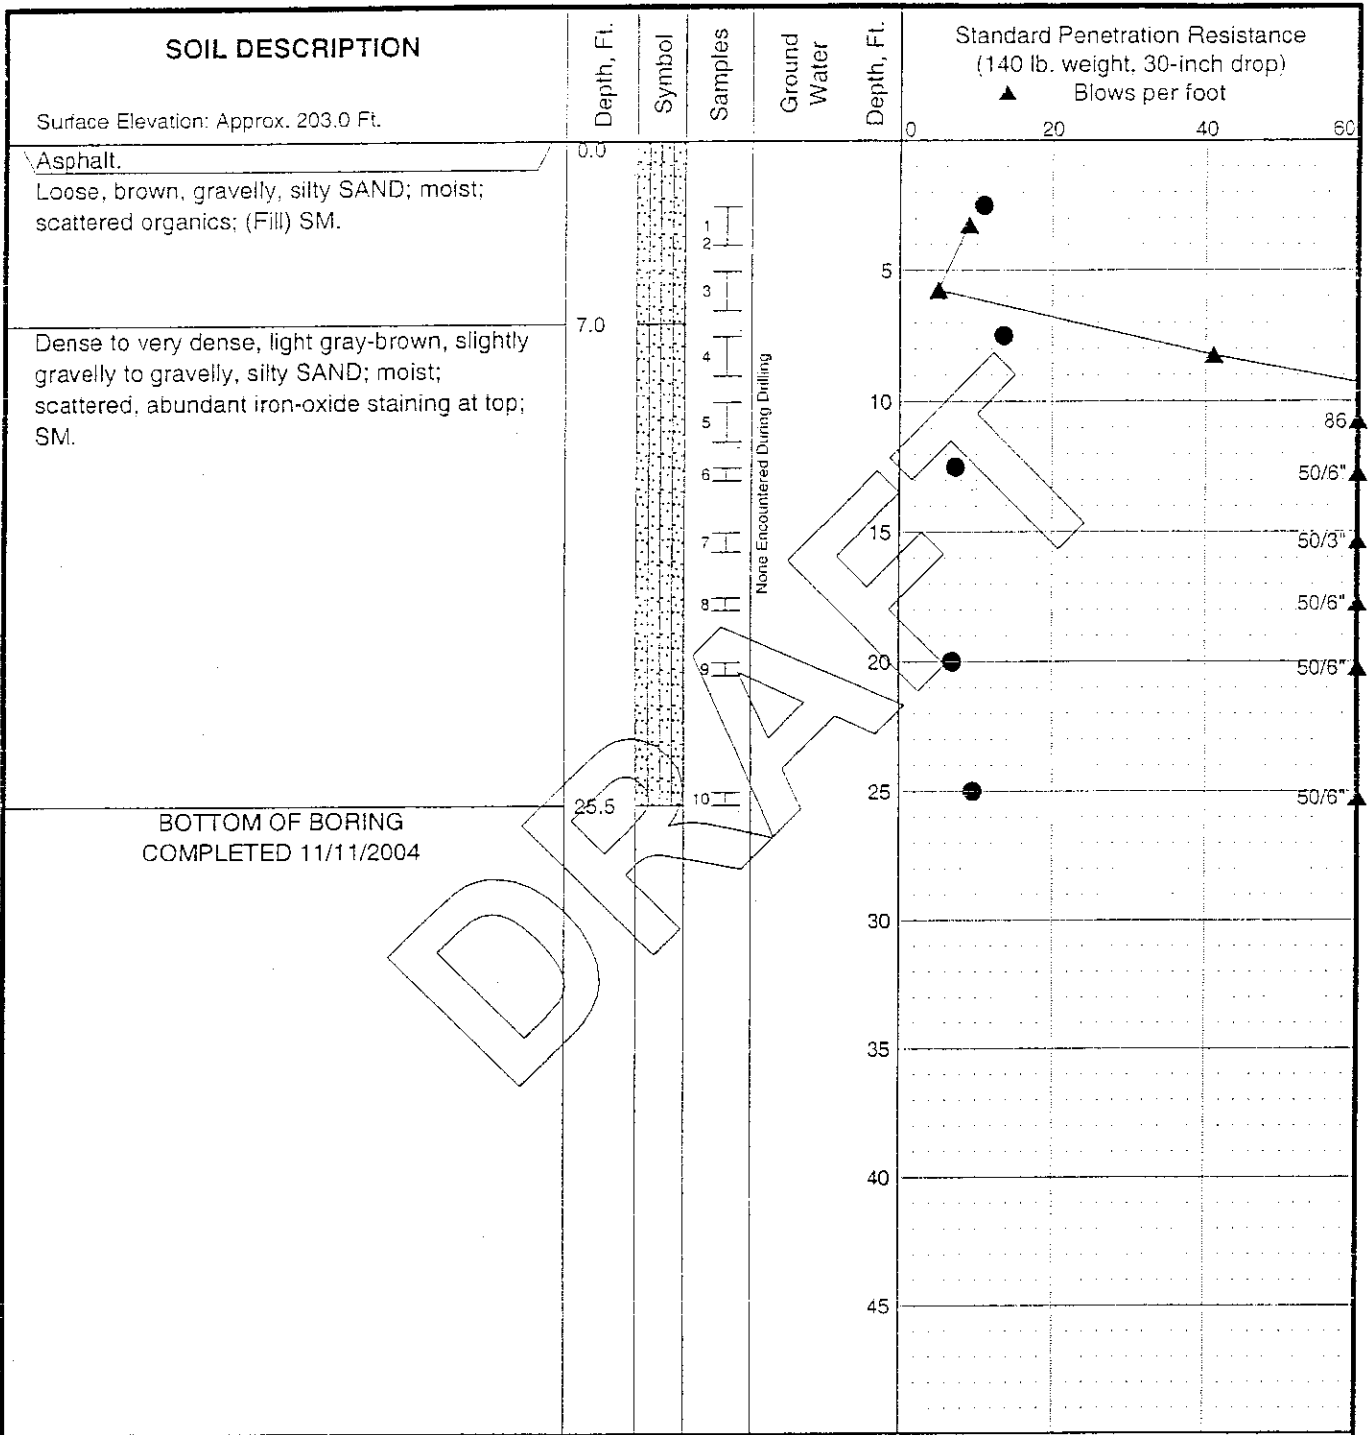 SOIL DESCRIPTION
Surface Elevation: Approx. 203.0 Ft.
Depth, Ft.
Symbol
Samples
Ground
Water
Depth, Ft.
Standard Penetration Resistance
(140 lb. weight, 30-inch drop)
▲ Blows per foot
0 20 40 60
Asphalt.
0.0
Loose, brown, gravelly, silty SAND; moist;
scattered organics; (Fill) SM.
7.0
Dense to very dense, light gray-brown, slightly
gravelly to gravelly, silty SAND; moist;
scattered, abundant iron-oxide staining at top;
SM.
25.5
BOTTOM OF BORING
COMPLETED 11/11/2004
1
2
3
4
5
6
7
8
9
10
None Encountered During Drilling
5
10
15
20
25
30
35
40
45
86
50/6"
50/3"
50/6"
50/6"
50/6"
DRAFT